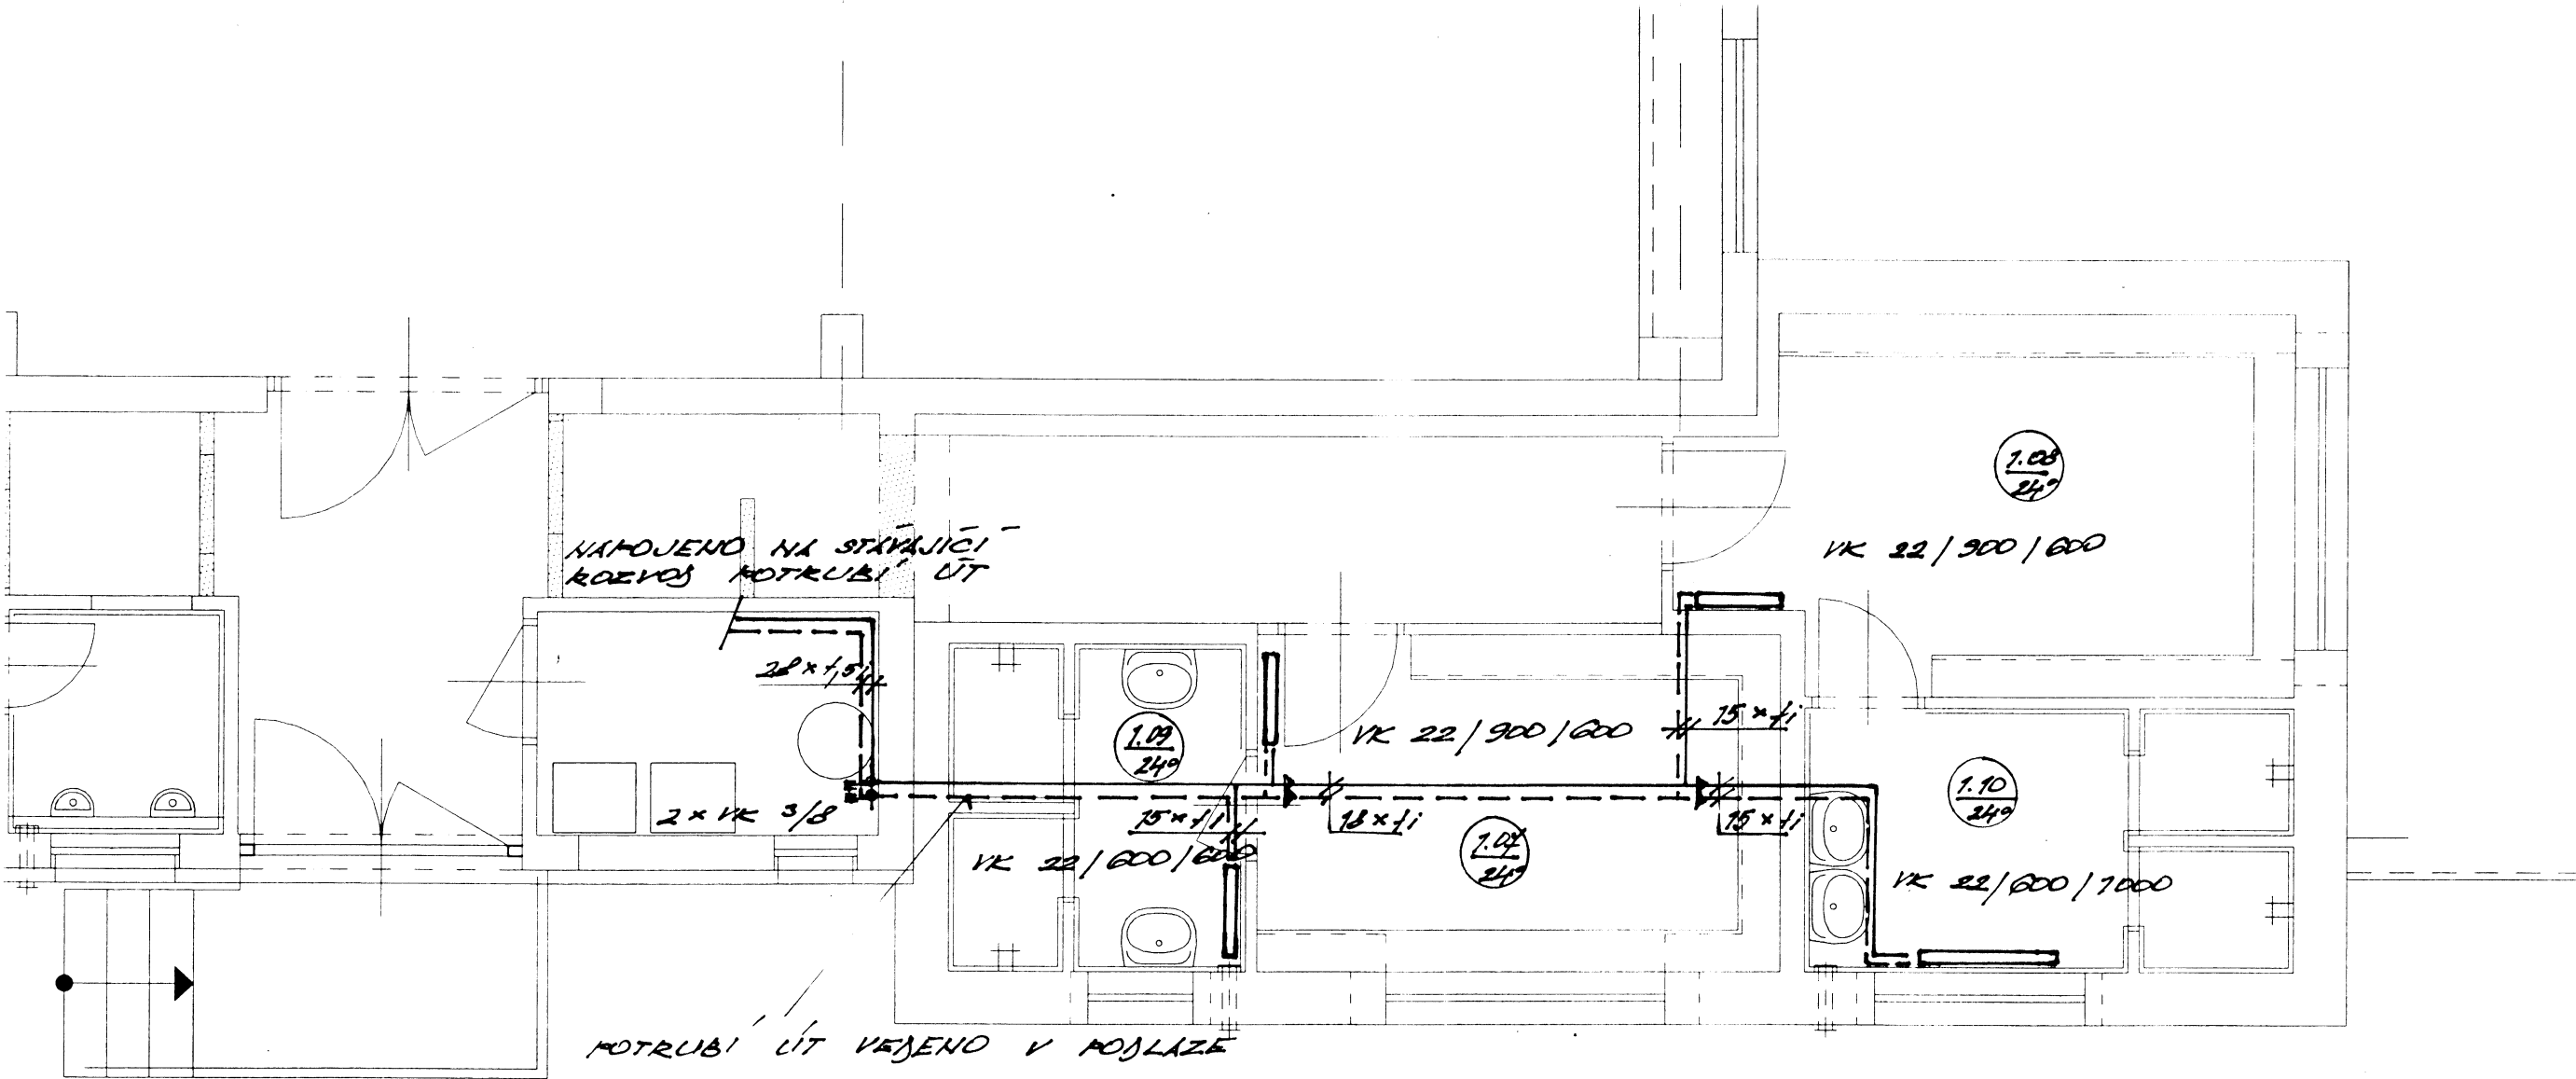 NAPOJENO NA STÁVAJÍCÍ
ROZVOD POTRUBÍ ÚT
28 × 1,5
2 × VK 3/8
1.09
24°
15 × 1
VK 22/600/600
VK 22/900/600
18 × 1
1.07
24°
15 × 1
15 × 1
1.08
24°
VK 22/900/600
1.10
24°
VK 22/600/1000
POTRUBÍ ÚT VEDENO V PODLAZE